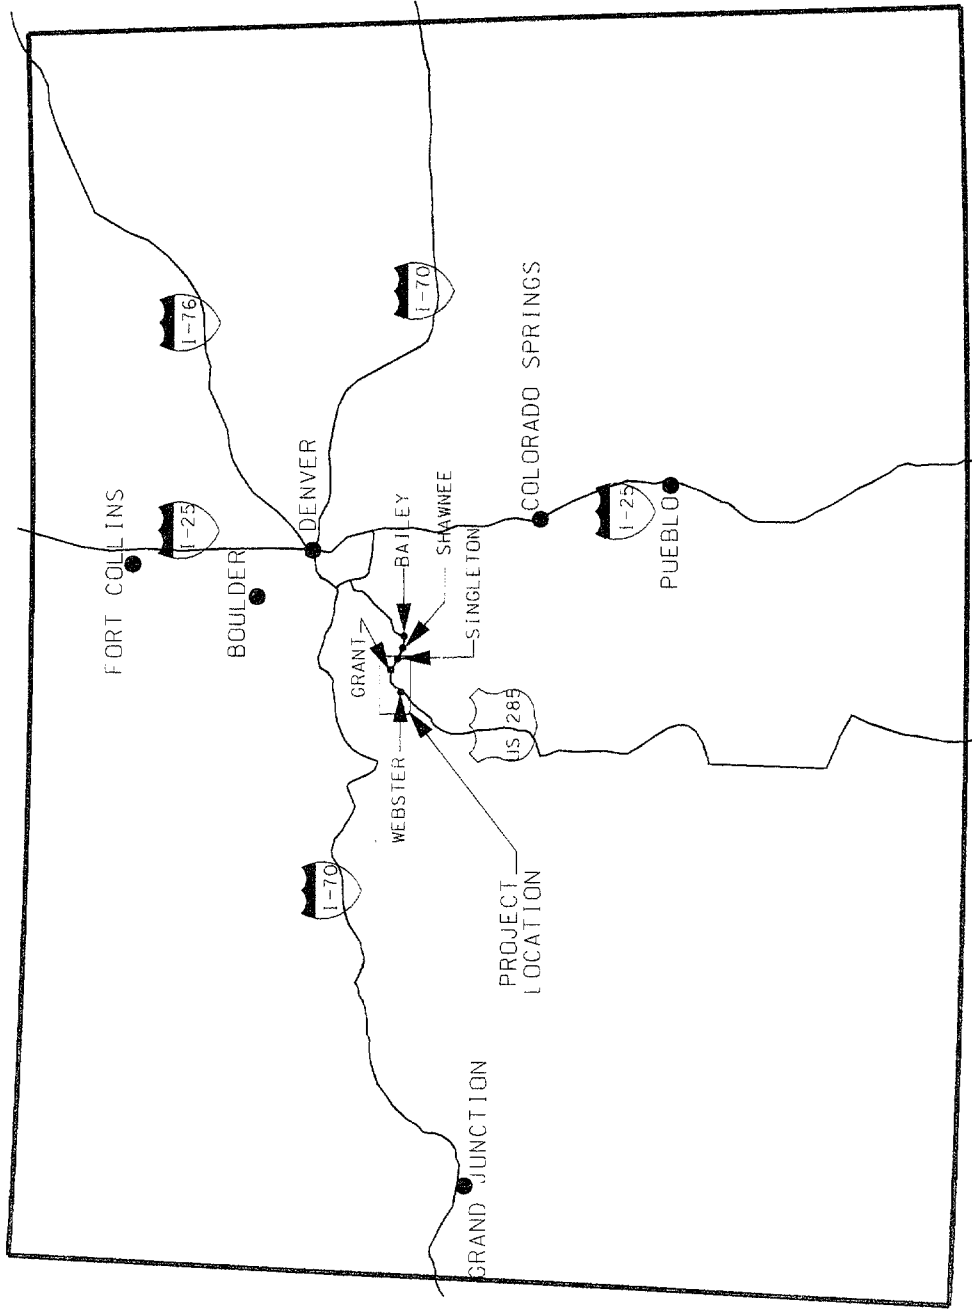 FORT COLLINS
I-25
I-76
BOULDER
DENVER
I-70
I-70
GRANT
BAILEY
SHAWNEE
SINGLETON
WEBSTER
US 285
COLORADO SPRINGS
PROJECT
LOCATION
GRAND JUNCTION
I-25
PUEBLO